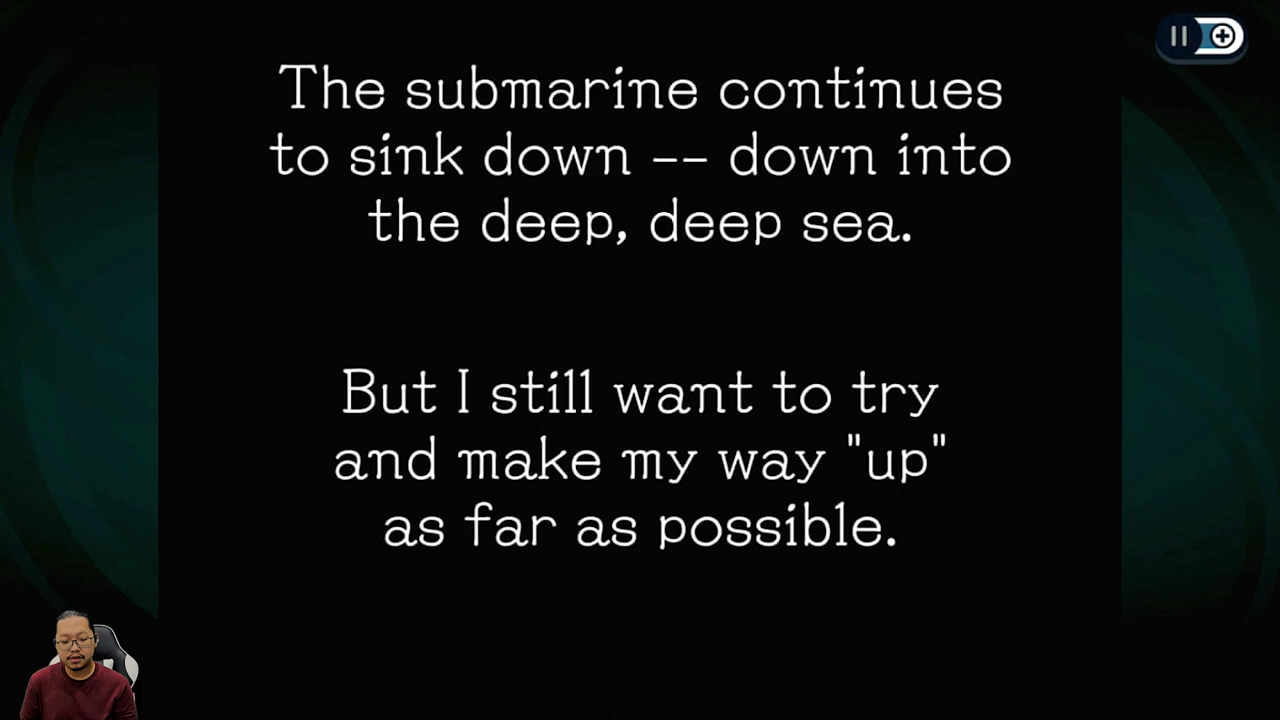 The submarine continues
to sink down -- down into
the deep, deep sea.
But I still want to try
and make my way "up"
as far as possible.